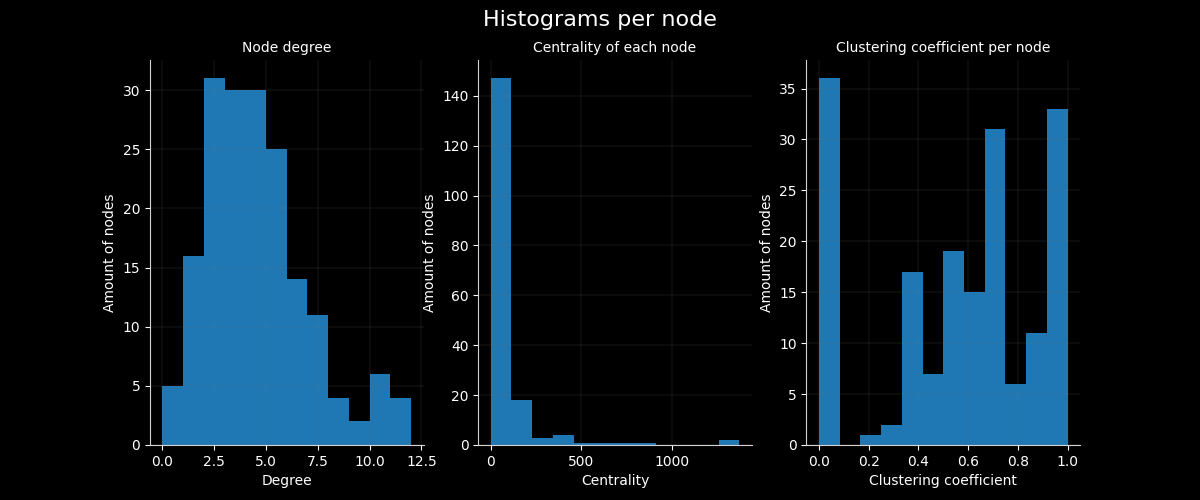 Histograms per node
Node degree
Amount of nodes
30
25
20
15
10
5
0
0.0 2.5 5.0 7.5 10.0 12.5
Degree
Centrality of each node
Amount of nodes
140
120
100
80
60
40
20
0
0 500 1000
Centrality
Clustering coefficient per node
Amount of nodes
35
30
25
20
15
10
5
0
0.0 0.2 0.4 0.6 0.8 1.0
Clustering coefficient